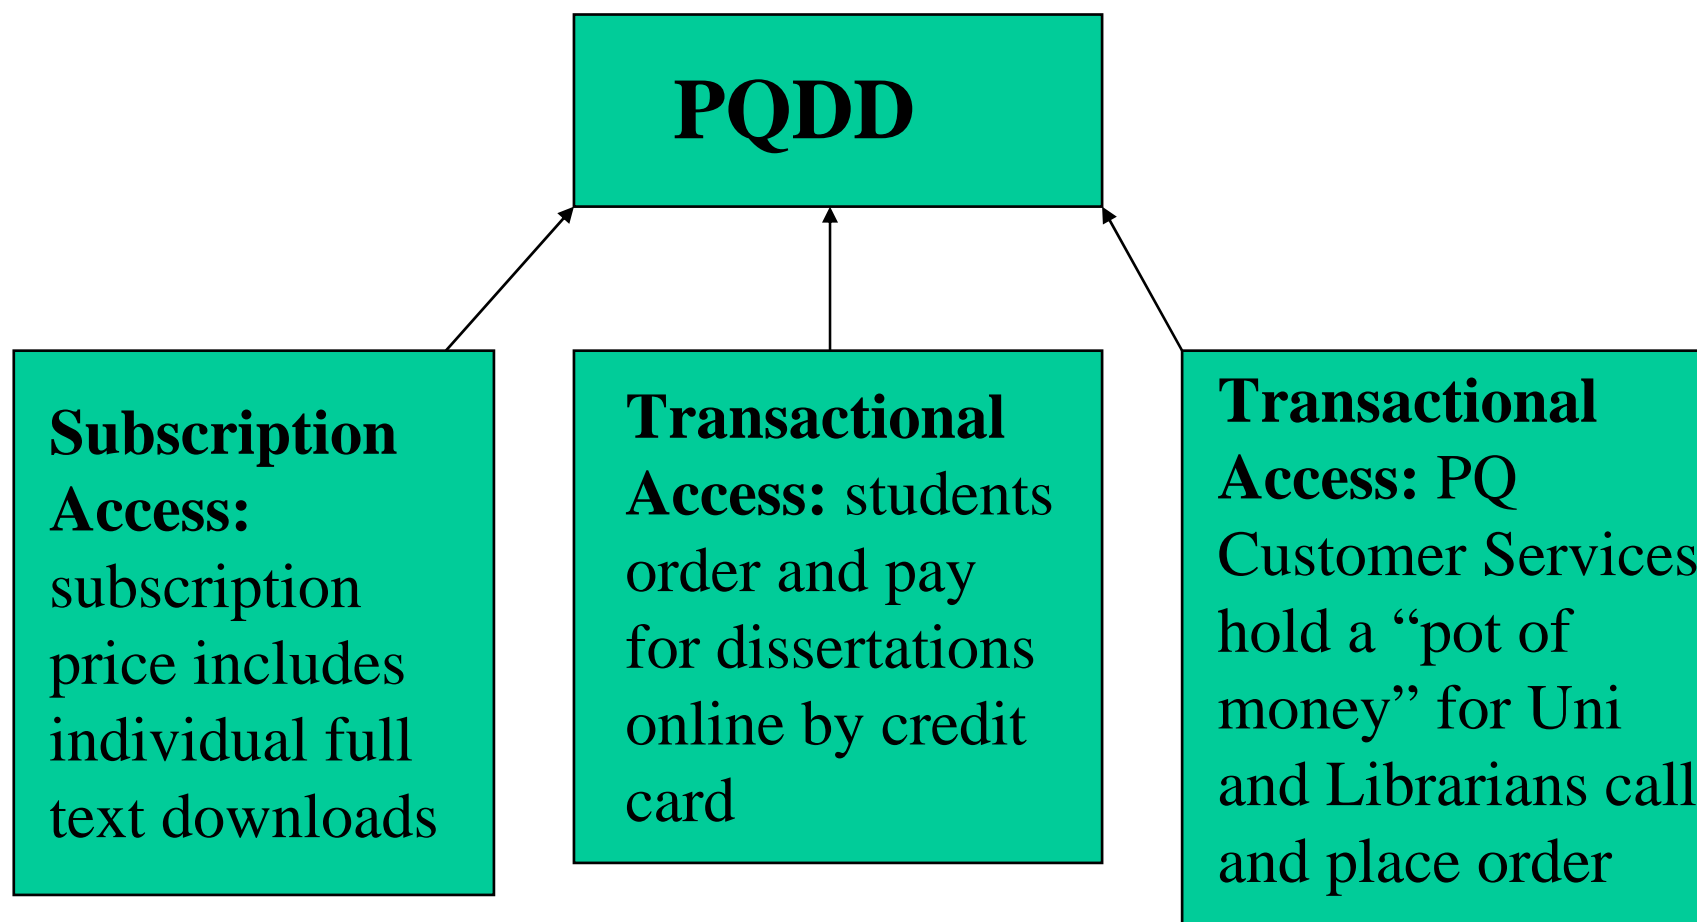 PQDD
Subscription
Access:
subscription
price includes
individual full
text downloads
Transactional
Access: students
order and pay
for dissertations
online by credit
card
Transactional
Access: PQ
Customer Services
hold a “pot of
money” for Uni
and Librarians call
and place order